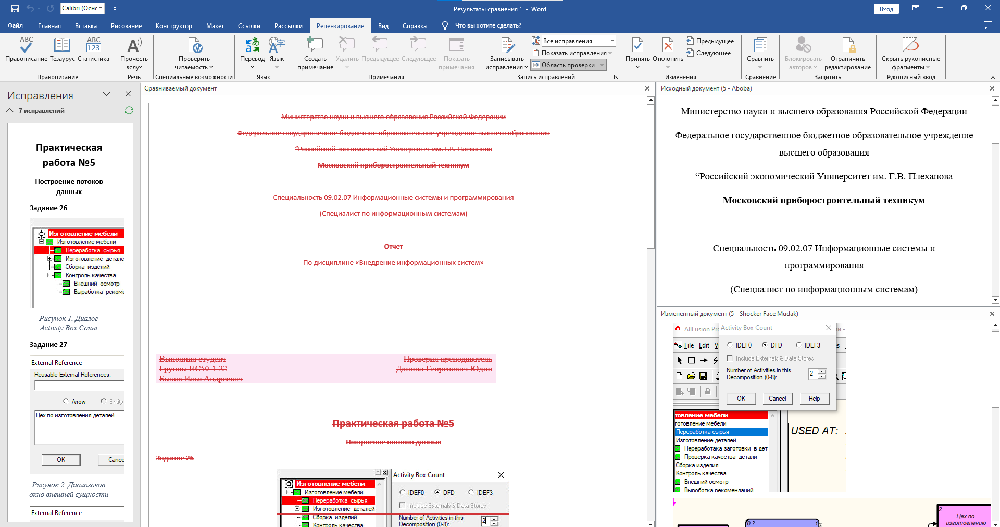 Calibri (Оснс
Результаты сравнения 1 - Word
Вход
Файл Главная Вставка Рисование Конструктор Макет Ссылки Рассылки Рецензирование Вид Справка Что вы хотите сделать?
ABC ABC 123
Правописание Тезаурус Статистика
Правописание
Прочесть вслух
Речь
Проверить читаемость
Специальные возможности
Перевод Язык
Язык
Создать примечание
Удалить Предыдущее Следующее Показать примечания
Примечания
Записывать исправления
Все исправления
Показать исправления
Область проверки
Запись исправлений
Принять Отклонить
Предыдущее
Следующее
Изменения
Сравнить
Сравнение
Блокировать авторов
Ограничить редактирование
Защитить
Скрыть рукописные фрагменты
Рукописный ввод
Исправления
7 исправлений
Практическая
работа №5
Построение потоков
данных
Задание 26
Изготовление мебели
Изготовление мебели
Переработка сырья
Изготовление детале
Сборка изделий
Контроль качества
Внешний осмотр
Выработка рекоме
Рисунок 1. Диалог
Activity Box Count
Задание 27
External Reference
Reusable External References:
Arrow Entity
Цех по изготовления деталей
OK Cance
Рисунок 2. Диалоговое
окно внешней сущности
External Reference
Сравниваемый документ
Министерство науки и высшего образования Российской Федерации
Федеральное государственное бюджетное образовательное учреждение высшего образования
“Российский экономический Университет им. Г.В. Плеханова
Московский приборостроительный техникум
Специальность 09.02.07 Информационные системы и программирования
(Специалист по информационным системам)
Отчет
По дисциплине «Внедрение информационных систем»
Выполнил студент Проверил преподаватель
Группы ИС50-1-22 Даниил Георгиевич Юдин
Быков Илья Андреевич
Практическая работа №5
Построение потоков данных
Задание 26
Изготовление мебели
Изготовление мебели
Переработка сырья
Изготовление деталей
Сборка изделий
Контроль качества
Activity Box Count
IDEF0 DFD IDEF3
Include Externals & Data Stores
Number of Activities in this
Decomposition (0-8):
2
Исходный документ (5 - Aboba)
Министерство науки и высшего образования Российской Федерации
Федеральное государственное бюджетное образовательное учреждение
высшего образования
“Российский экономический Университет им. Г.В. Плеханова
Московский приборостроительный техникум
Специальность 09.02.07 Информационные системы и
программирования
(Специалист по информационным системам)
Измененный документ (5 - Shocker Face Mudak)
AllFusion Pro
Activity Box Count
ми -
File Edit Vi
IDEF0 DFD IDEF3
Include Externals & Data Stores
Number of Activities in this
Decomposition (0-8):
2
OK Cancel Help
товление мебели
готовление мебели
Переработка сырья
Изготовление деталей
Переработака заготовки в дета
Проверка качества детали
Сборка изделия
Контроль качества
Внешний осмотр
Выроботка рекомендаций
USED AT:
0 ? 1
2
Цех по
изготовлению